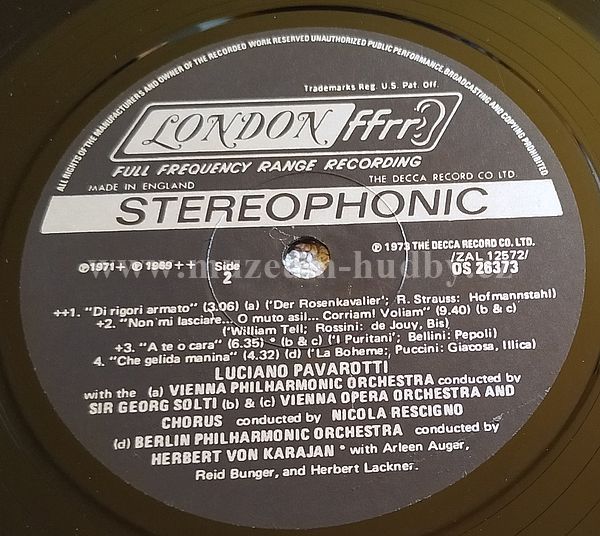 ALL RIGHTS OF THE MANUFACTURERS AND OWNER OF THE RECORDED WORK RESERVED UNAUTHORIZED PUBLIC PERFORMANCE, BROADCASTING AND COPYING PROHIBITED
Trademarks Reg. U.S. Pat. Off.
LONDON ffrr
FULL FREQUENCY RANGE RECORDING
MADE IN ENGLAND THE DECCA RECORD CO LTD.
STEREOPHONIC
℗ 1971 + ℗ 1969 ++ Side 2
℗ 1973 THE DECCA RECORD CO. LTD.
/ZAL 12572/
OS 26373
www.muzeum-hudby.cz
++1. "Di rigori armato" (3.06) (a) ('Der Rosenkavalier'; R. Strauss: Hofmannstahl)
+2. "Non mi lasciare... O muto asil... Corriam! Voliam" (9.40) (b & c)
('William Tell; Rossini: de Jouy, Bis)
+3. "A te o cara" (6.35) (b & c) ('I Puritani'; Bellini: Pepoli)
4. "Che gelida manina" (4.32) (d) ('La Boheme; Puccini: Giacosa, Illica)
LUCIANO PAVAROTTI
with the (a) VIENNA PHILHARMONIC ORCHESTRA conducted by
SIR GEORG SOLTI (b) & (c) VIENNA OPERA ORCHESTRA AND
CHORUS conducted by NICOLA RESCIGNO
(d) BERLIN PHILHARMONIC ORCHESTRA conducted by
HERBERT VON KARAJAN * with Arleen Auger,
Reid Bunger, and Herbert Lackner.